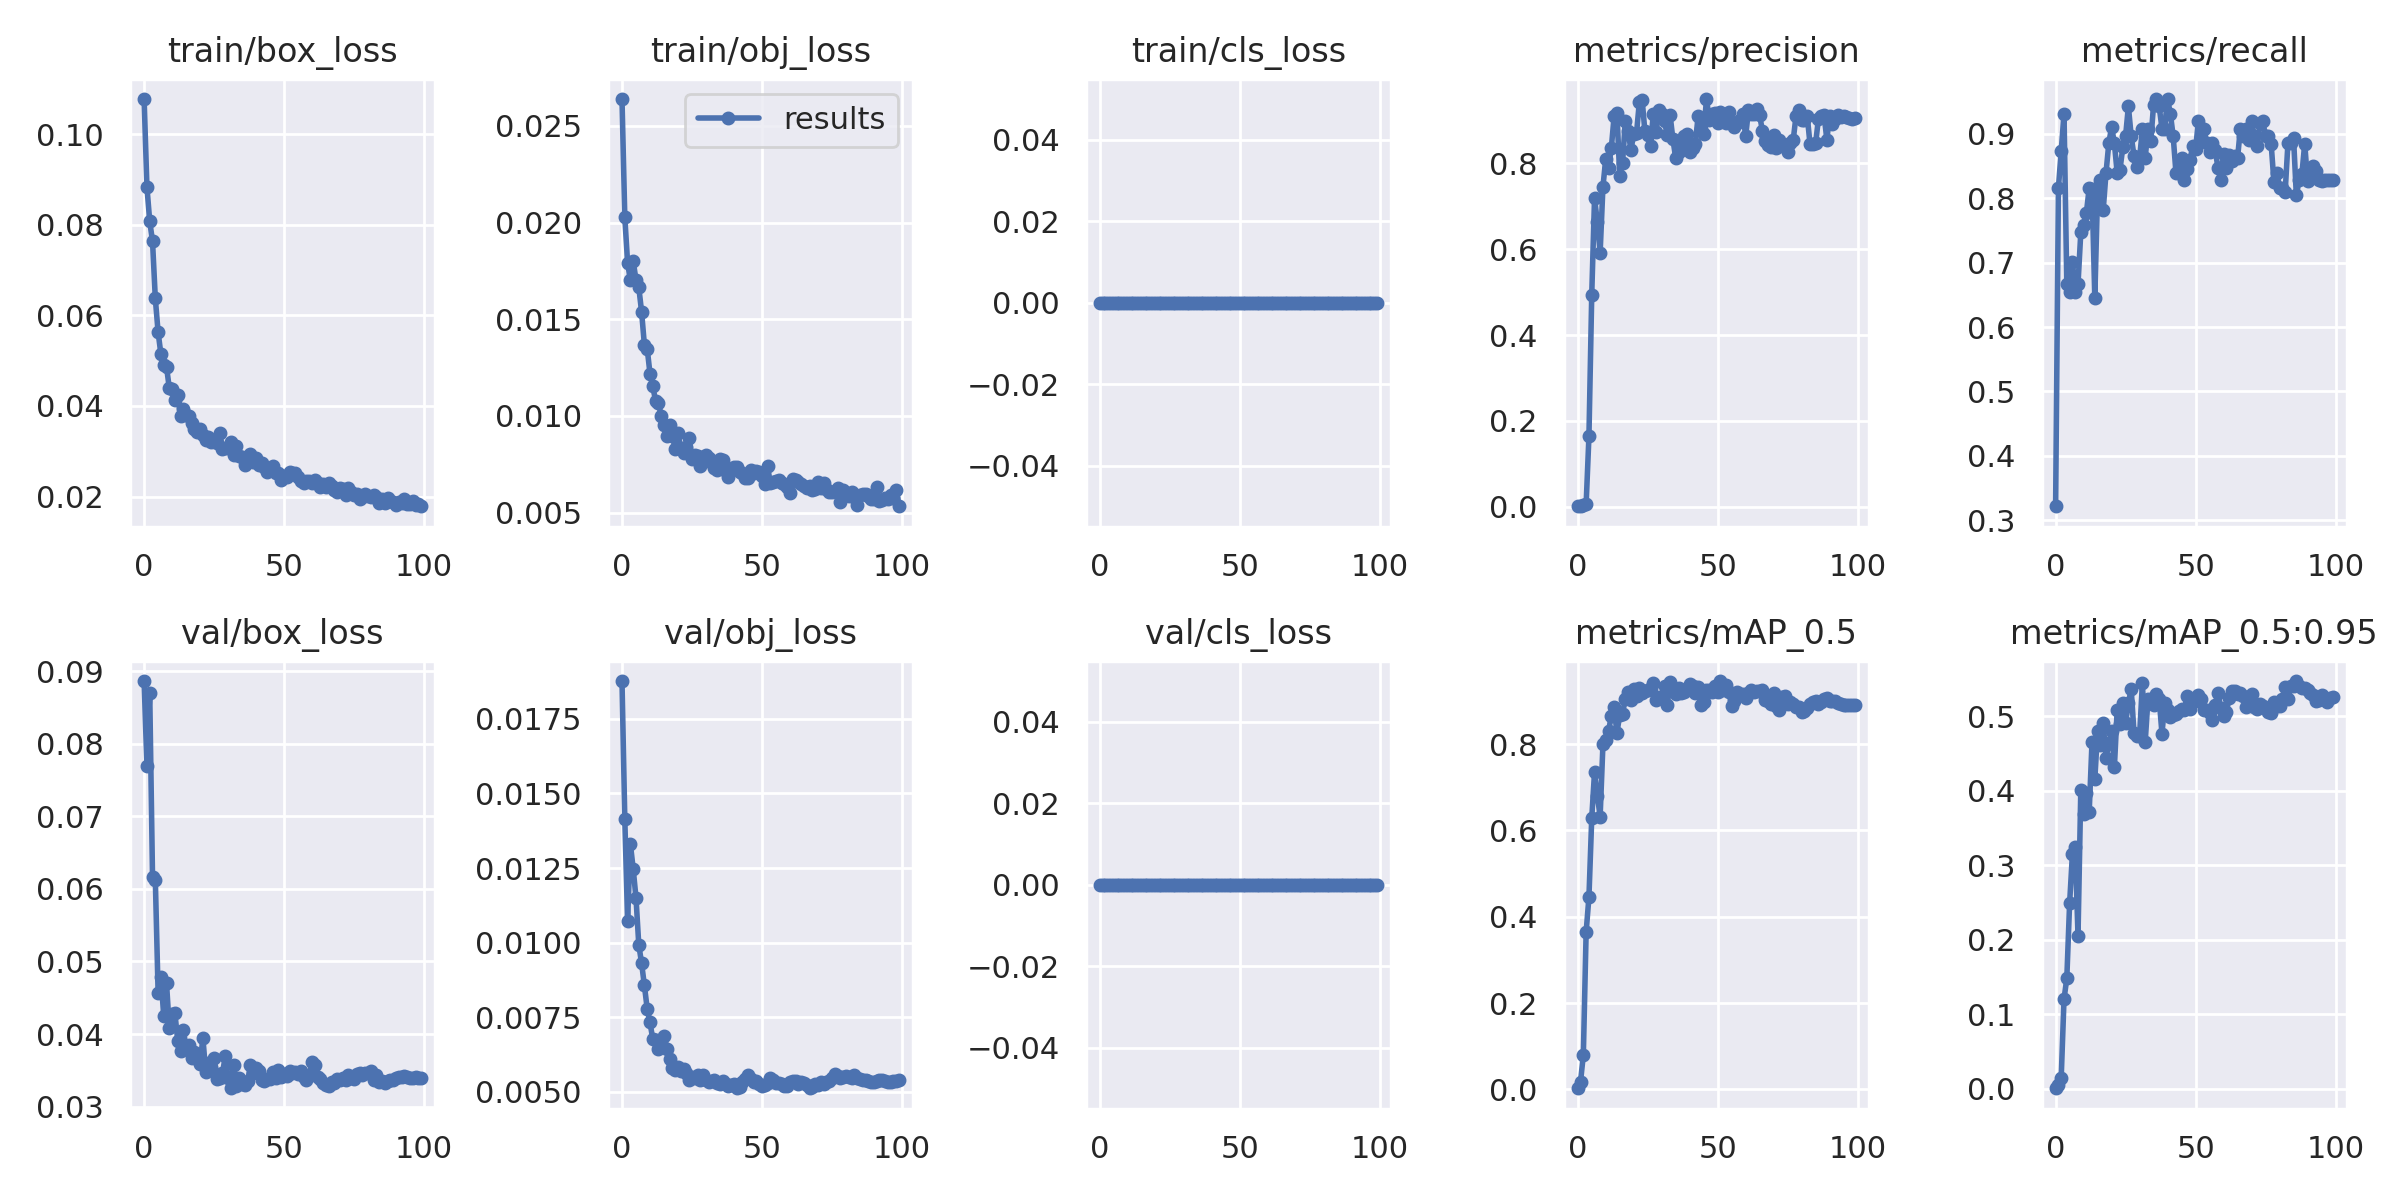 train/box_loss
0.10
0.08
0.06
0.04
0.02
0 50 100
train/obj_loss
results
0.025
0.020
0.015
0.010
0.005
0 50 100
train/cls_loss
0.04
0.02
0.00
−0.02
−0.04
0 50 100
metrics/precision
0.8
0.6
0.4
0.2
0.0
0 50 100
metrics/recall
0.9
0.8
0.7
0.6
0.5
0.4
0.3
0 50 100
val/box_loss
0.09
0.08
0.07
0.06
0.05
0.04
0.03
0 50 100
val/obj_loss
0.0175
0.0150
0.0125
0.0100
0.0075
0.0050
0 50 100
val/cls_loss
0.04
0.02
0.00
−0.02
−0.04
0 50 100
metrics/mAP_0.5
0.8
0.6
0.4
0.2
0.0
0 50 100
metrics/mAP_0.5:0.95
0.5
0.4
0.3
0.2
0.1
0.0
0 50 100